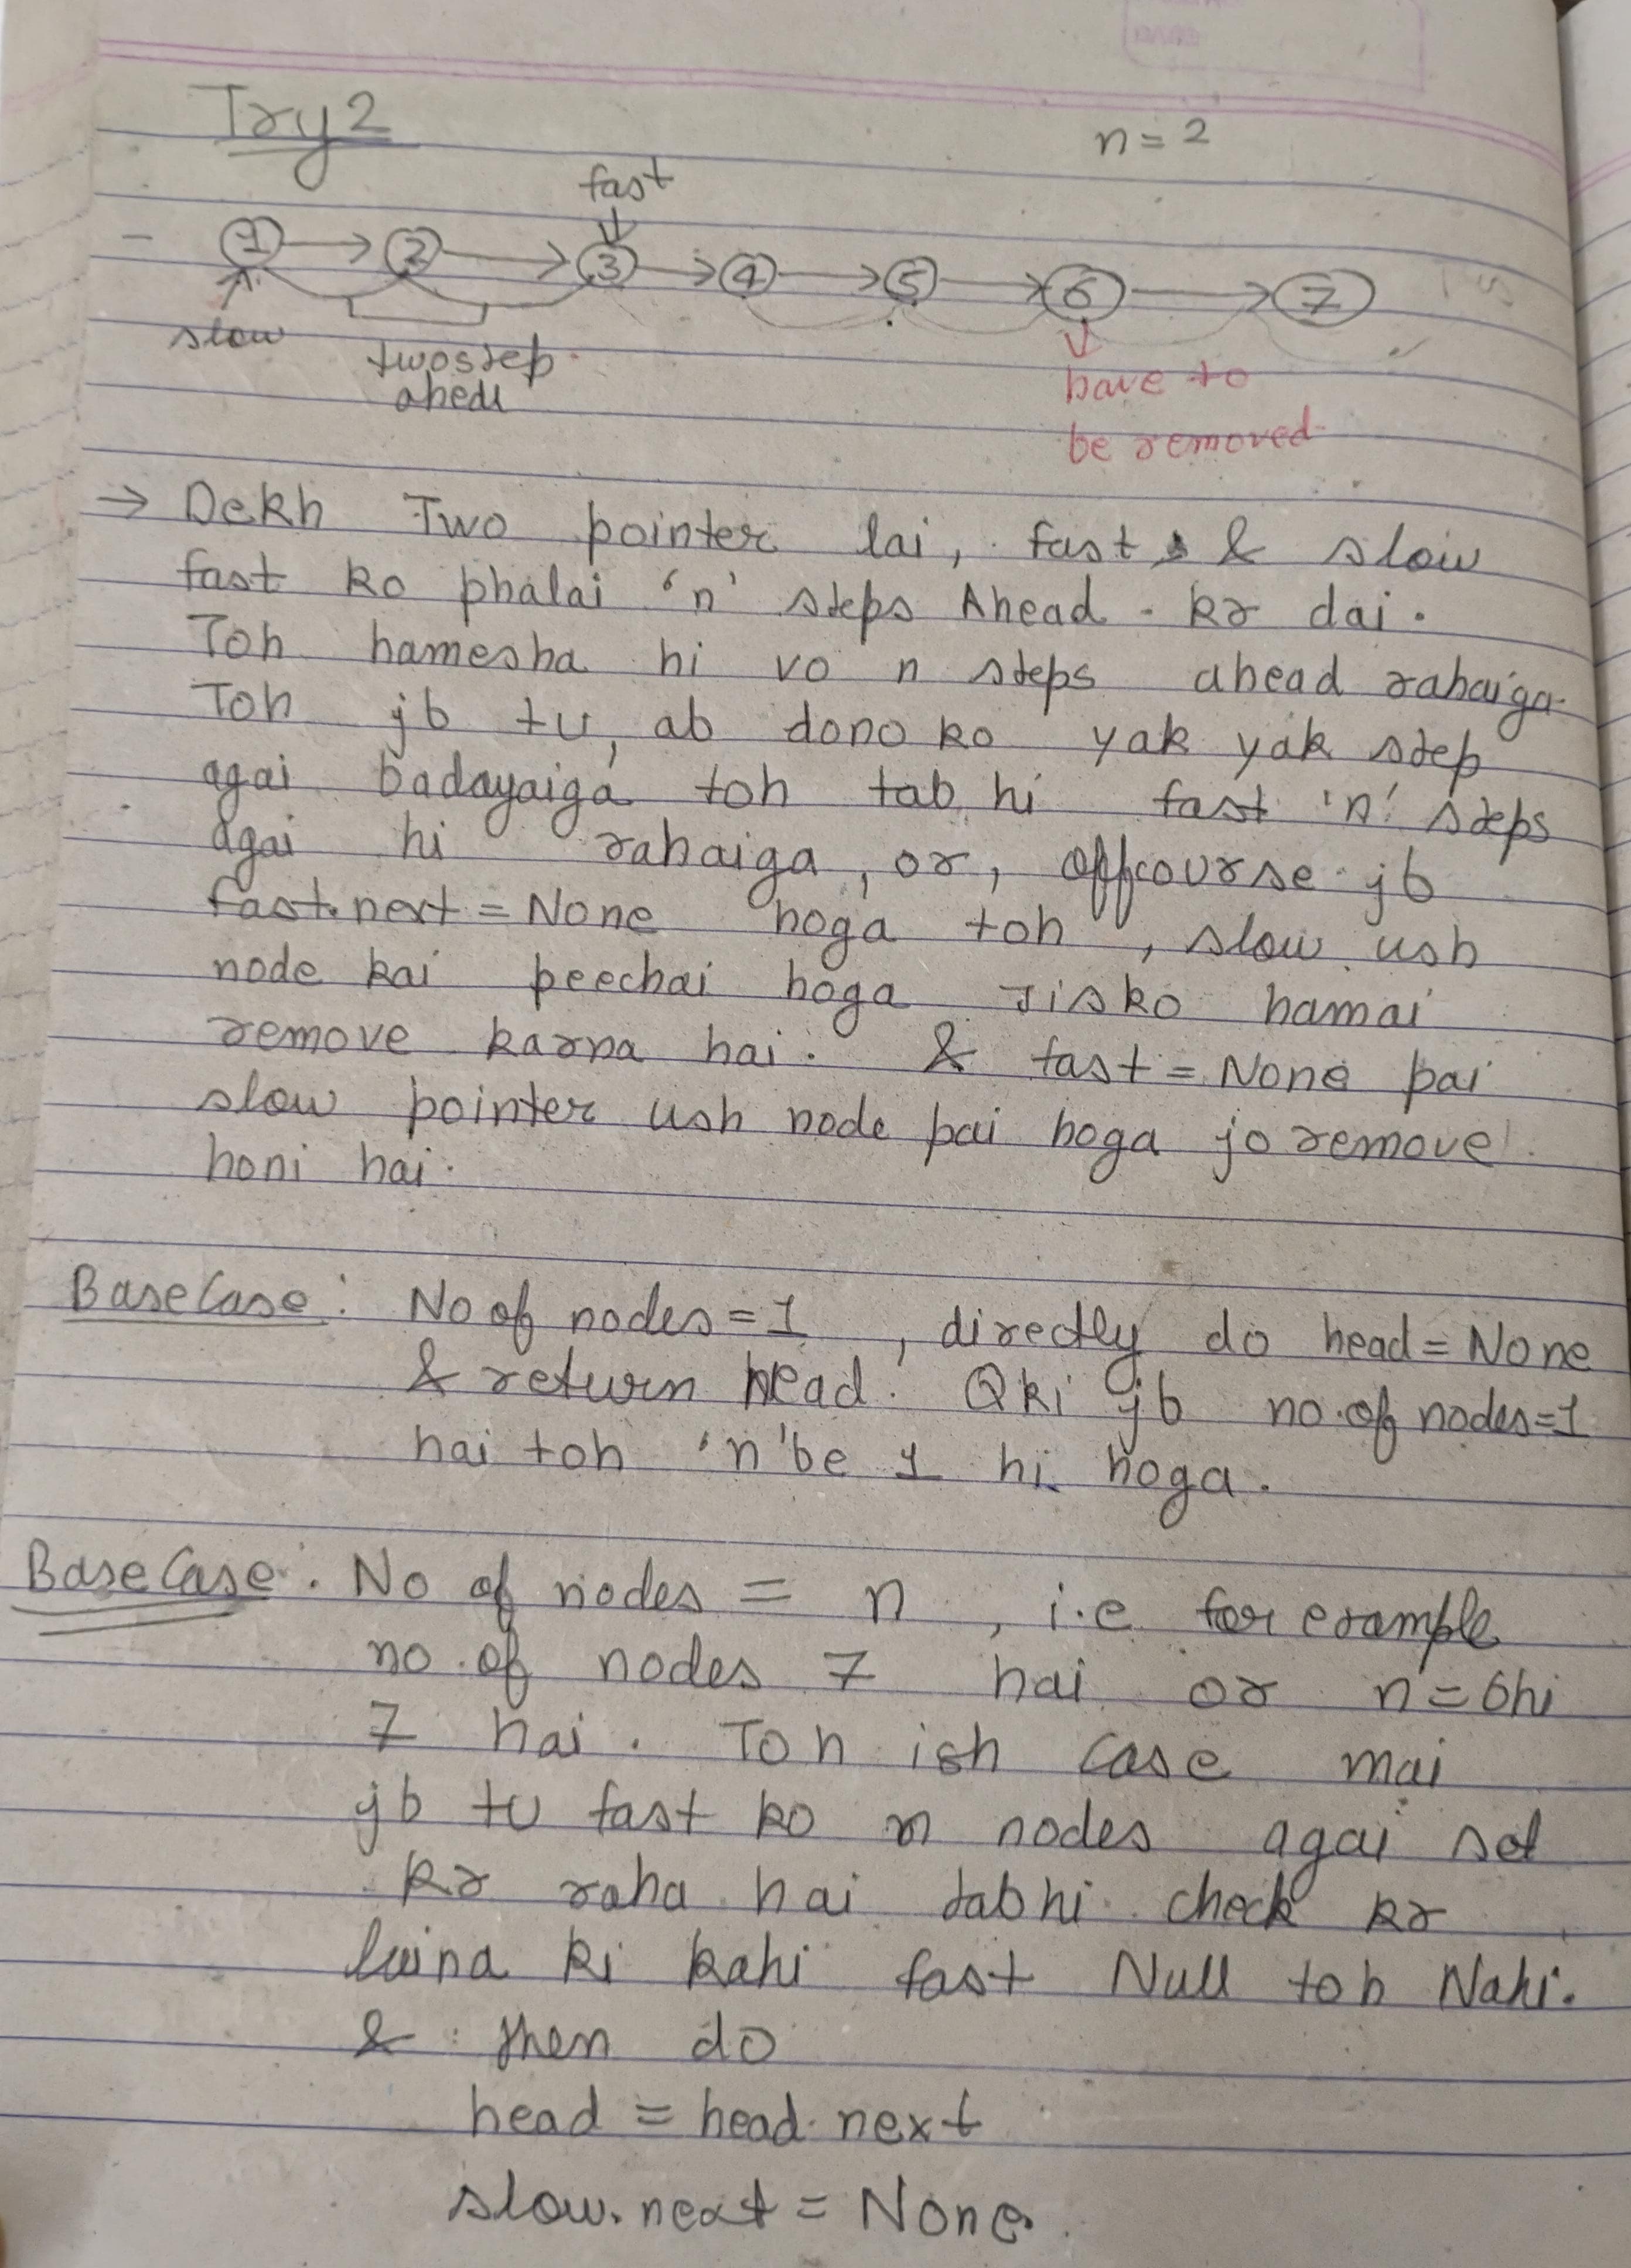 Try 2
n = 2
fast
1 2 3 4 5 6 7
slow
two step
ahed
have to
be removed
→ Dekh Two pointer lai, fast & slow
fast ko phalai 'n' steps Ahead kr dai.
Toh hamesha hi vo n steps ahead rahaiga
Toh jb tu, ab dono ko yak yak step
agai badayaiga toh tab hi fast 'n' steps
agai hi rahaiga, or, offcourse jb
fast.next = None hoga toh, slow ush
node kai peechai hoga Jisko hamai
remove karna hai. & fast = None pai
slow pointer ush node pai hoga jo remove
honi hai.
Base Case: No of nodes = 1, directly do head = None
& return head. Qki jb no. of nodes = 1
hai toh 'n' be 1 hi hoga.
Base Case: No of nodes = n, i.e for example
no. of nodes 7 hai or n = bhi
7 hai. Toh ish case mai
jb tu fast ko n nodes agai set
kr raha hai tabhi check kr
laina ki kahi fast Null toh Nahi.
& then do
head = head.next
slow.next = None.